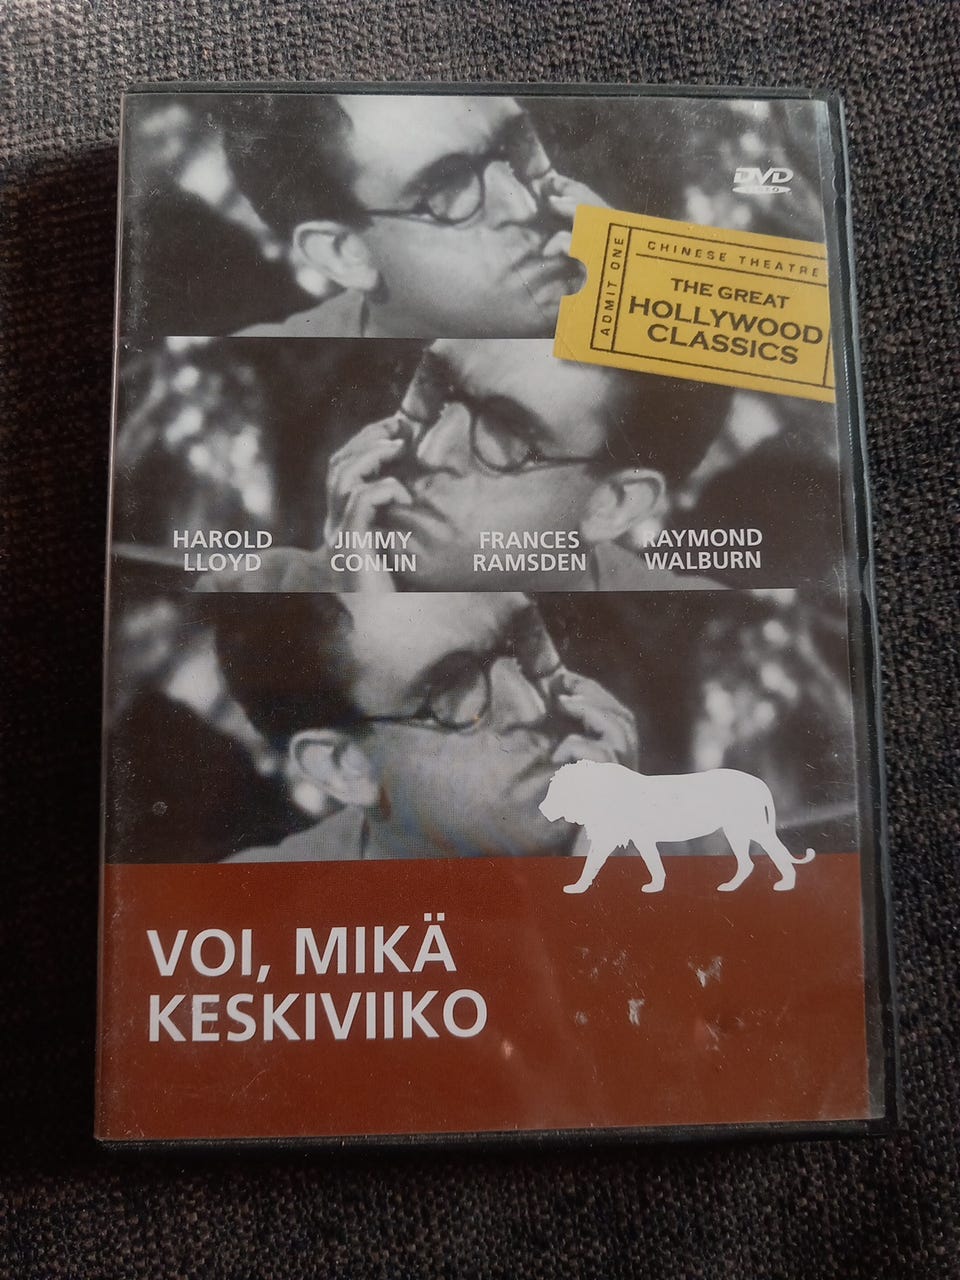 DVD
VIDEO
ADMIT ONE
CHINESE THEATRE
THE GREAT
HOLLYWOOD
CLASSICS
HAROLD
LLOYD
JIMMY
CONLIN
FRANCES
RAMSDEN
RAYMOND
WALBURN
VOI, MIKÄ
KESKIVIIKO